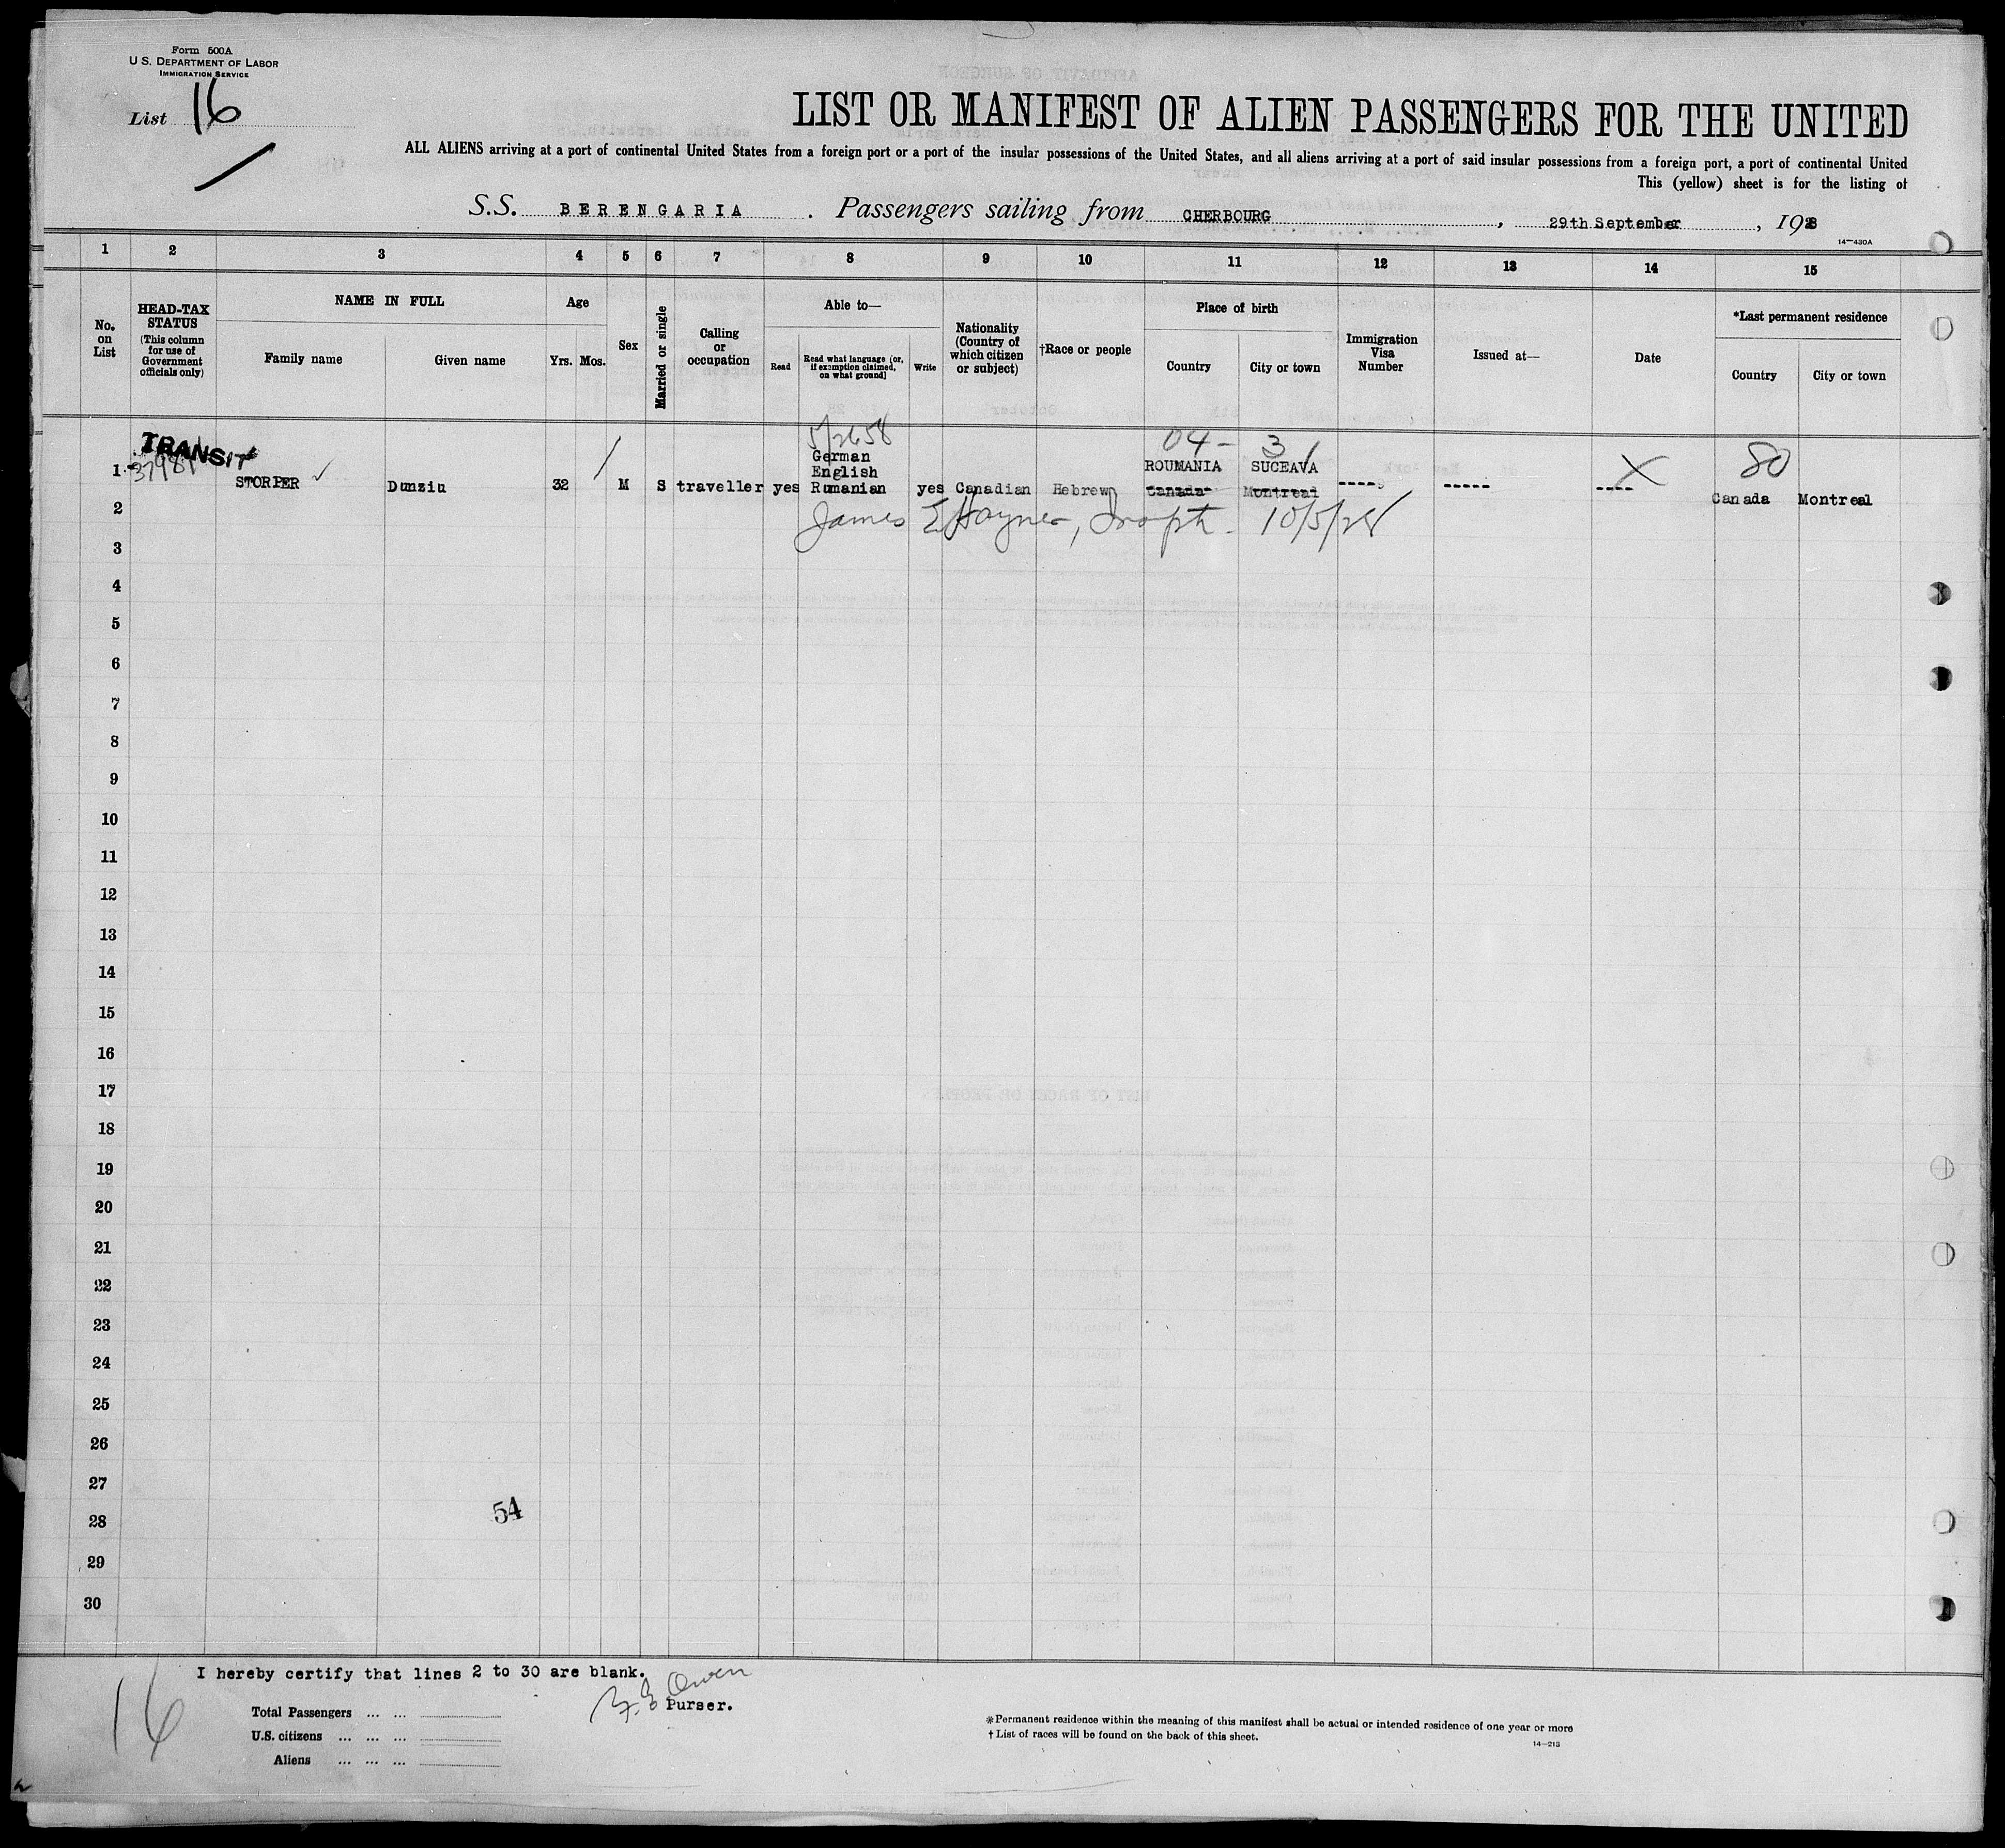 Form 500A
U.S. DEPARTMENT OF LABOR
IMMIGRATION SERVICE
List 16
LIST OR MANIFEST OF ALIEN PASSENGERS FOR THE UNITED
ALL ALIENS arriving at a port of continental United States from a foreign port or a port of the insular possessions of the United States, and all aliens arriving at a port of said insular possessions from a foreign port, a port of continental United
This (yellow) sheet is for the listing of
S.S. BERENGARIA . Passengers sailing from CHERBOURG , 29th September , 1928
14—430A
1 2 3 4 5 6 7 8 9 10 11 12 13 14 15
No. on List
HEAD-TAX STATUS (This column for use of Government officials only)
NAME IN FULL
Family name Given name
Age
Yrs. Mos.
Sex
Married or single
Calling or occupation
Able to—
Read
Read what language [or, if exemption claimed, on what ground]
Write
Nationality (Country of which citizen or subject)
†Race or people
Place of birth
Country City or town
Immigration Visa Number
Issued at—
Date
*Last permanent residence
Country City or town
TRANSIT 5/2658 04- 3 80
German
English ROUMANIA SUCEAVA
1 STORPER Dunziu 32 M S traveller yes Rumanian yes Canadian Hebrew Canada Montreal ---- ----- ---- X Canada Montreal
2 James E Haynes, Inspt. 10/5/28
3
4
5
6
7
8
9
10
11
12
13
14
15
16
17
18
19
20
21
22
23
24
25
26
27
54
28
29
30
I hereby certify that lines 2 to 30 are blank.
Owen
Purser.
16
Total Passengers ... ...
U.S. citizens ... ... ...
Aliens ... ... ...
*Permanent residence within the meaning of this manifest shall be actual or intended residence of one year or more
† List of races will be found on the back of this sheet.
14—213